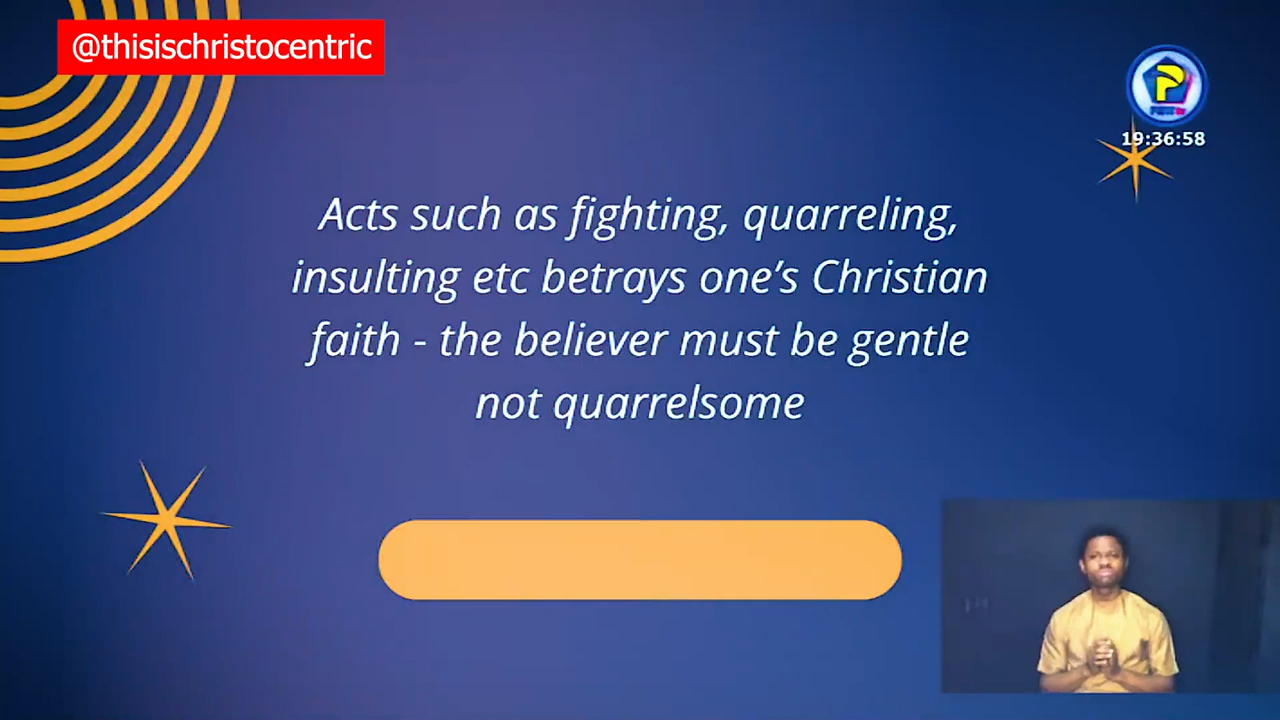 @thisischristocentric
P
19:36:58
Acts such as fighting, quarreling,
insulting etc betrays one’s Christian
faith - the believer must be gentle
not quarrelsome